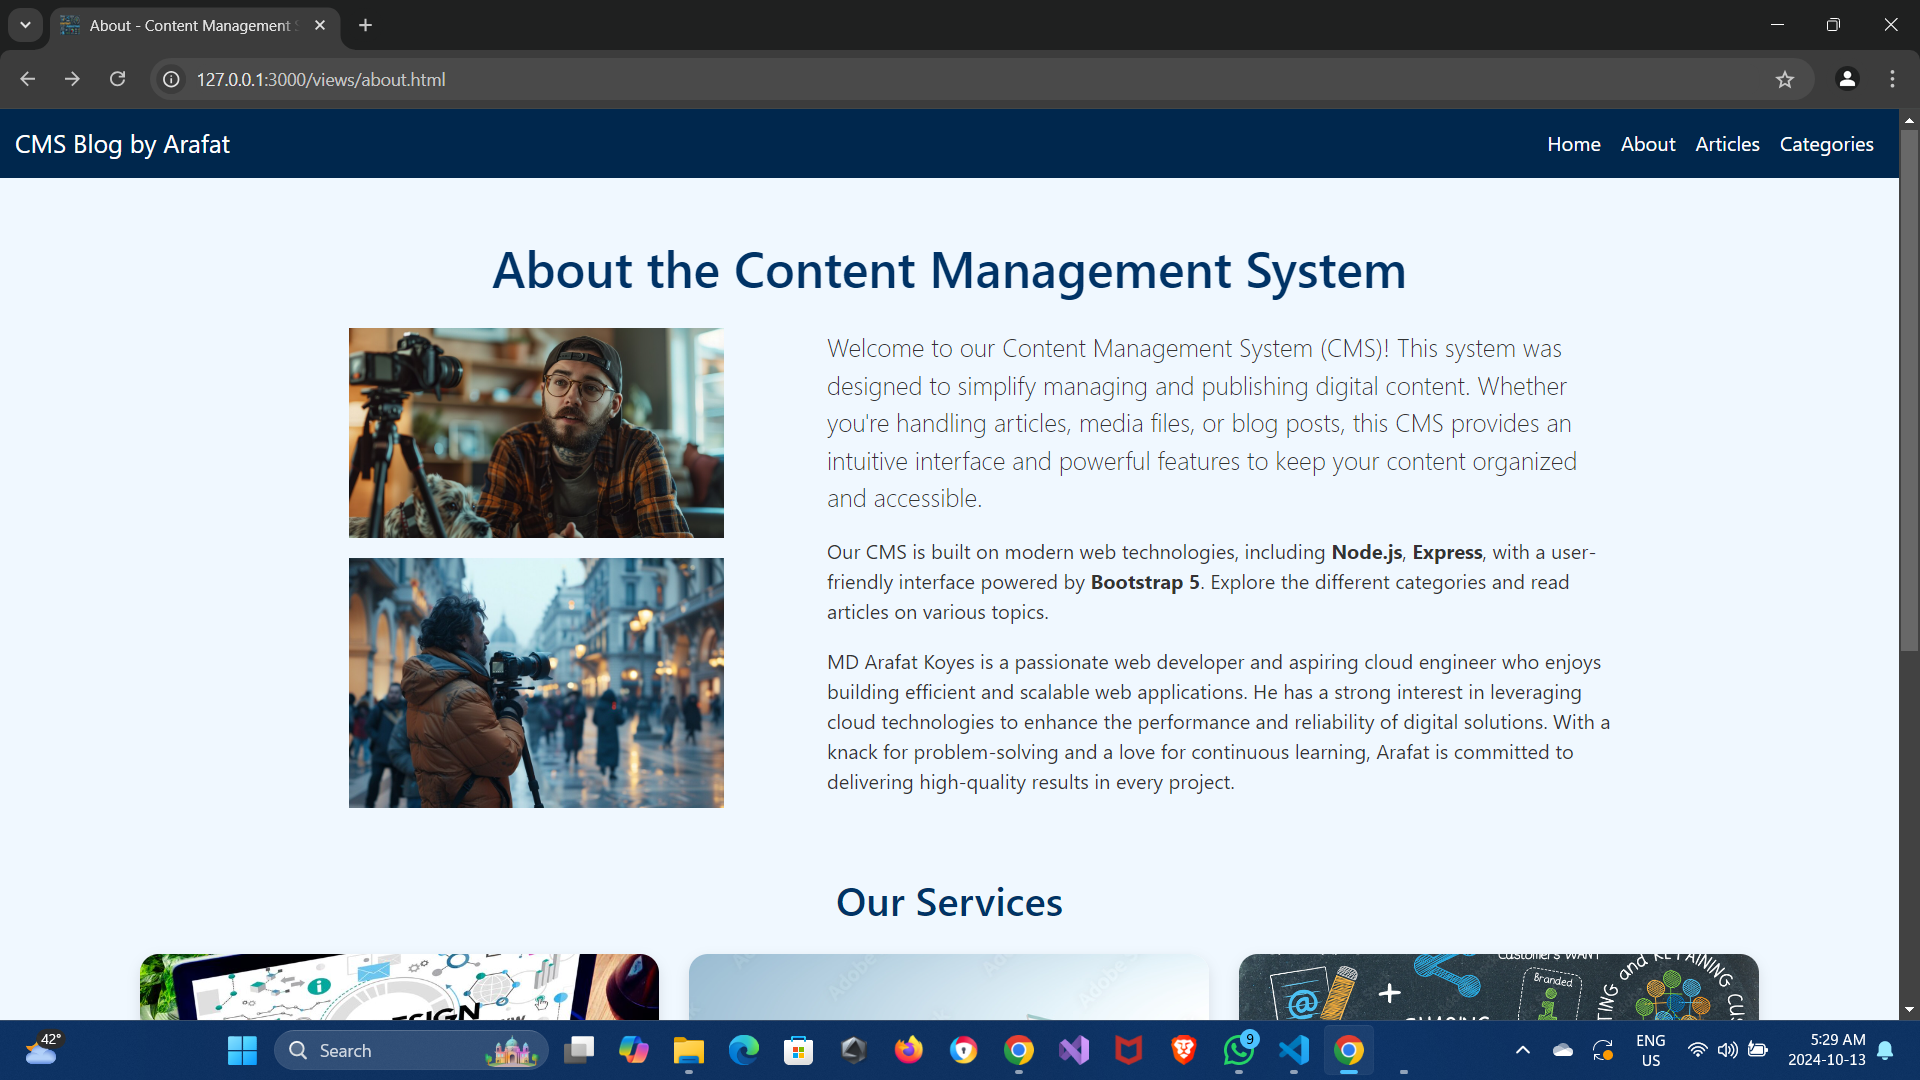 About - Content Management
127.0.0.1:3000/views/about.html
CMS Blog by Arafat
Home About Articles Categories
About the Content Management System
Welcome to our Content Management System (CMS)! This system was
designed to simplify managing and publishing digital content. Whether
you're handling articles, media files, or blog posts, this CMS provides an
intuitive interface and powerful features to keep your content organized
and accessible.
Our CMS is built on modern web technologies, including Node.js, Express, with a user-
friendly interface powered by Bootstrap 5. Explore the different categories and read
articles on various topics.
MD Arafat Koyes is a passionate web developer and aspiring cloud engineer who enjoys
building efficient and scalable web applications. He has a strong interest in leveraging
cloud technologies to enhance the performance and reliability of digital solutions. With a
knack for problem-solving and a love for continuous learning, Arafat is committed to
delivering high-quality results in every project.
Our Services
Customers WANT
Branded
and
42°
Search
9
ENG
US
5:29 AM
2024-10-13